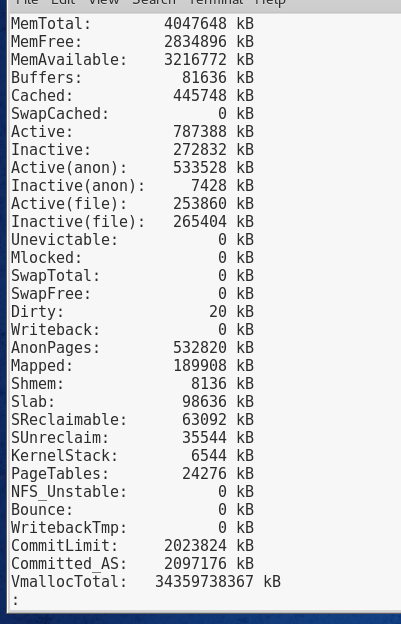 File Edit View Search Terminal Help
MemTotal: 4047648 kB
MemFree: 2834896 kB
MemAvailable: 3216772 kB
Buffers: 81636 kB
Cached: 445748 kB
SwapCached: 0 kB
Active: 787388 kB
Inactive: 272832 kB
Active(anon): 533528 kB
Inactive(anon): 7428 kB
Active(file): 253860 kB
Inactive(file): 265404 kB
Unevictable: 0 kB
Mlocked: 0 kB
SwapTotal: 0 kB
SwapFree: 0 kB
Dirty: 20 kB
Writeback: 0 kB
AnonPages: 532820 kB
Mapped: 189908 kB
Shmem: 8136 kB
Slab: 98636 kB
SReclaimable: 63092 kB
SUnreclaim: 35544 kB
KernelStack: 6544 kB
PageTables: 24276 kB
NFS_Unstable: 0 kB
Bounce: 0 kB
WritebackTmp: 0 kB
CommitLimit: 2023824 kB
Committed_AS: 2097176 kB
VmallocTotal: 34359738367 kB
: